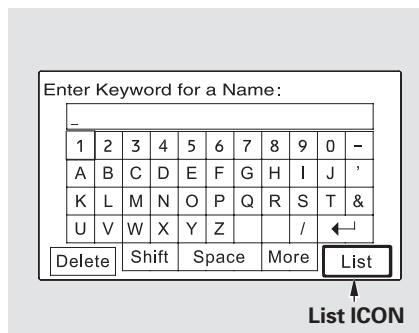 Enter Keyword for a Name:
_
1 2 3 4 5 6 7 8 9 0 –
A B C D E F G H I J ’
K L M N O P Q R S T &
U V W X Y Z /
Delete Shift Space More List
List ICON